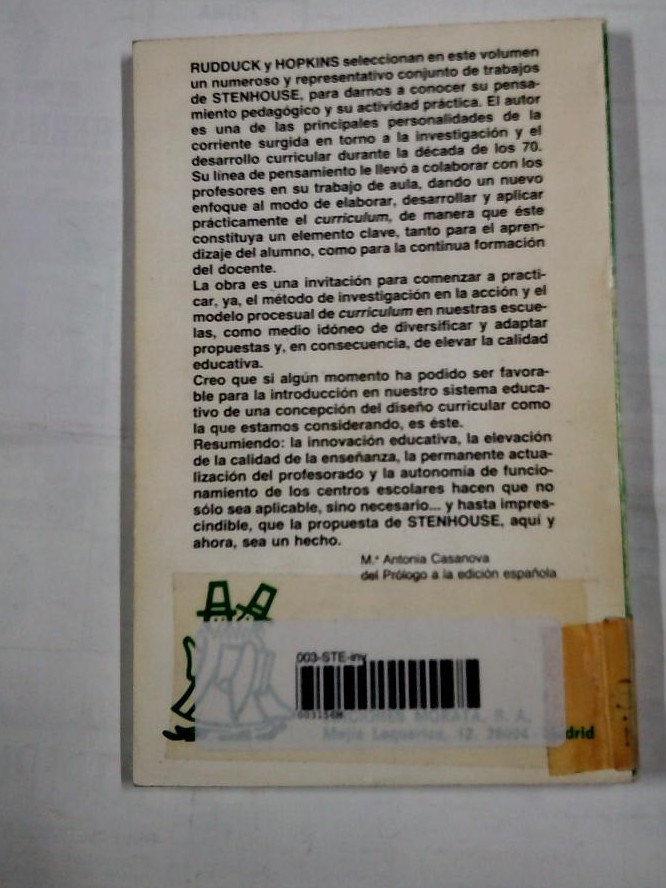 RUDDUCK y HOPKINS seleccionan en este volumen
un numeroso y representativo conjunto de trabajos
de STENHOUSE, para darnos a conocer su pensa-
miento pedagógico y su actividad práctica. El autor
es una de las principales personalidades de la
corriente surgida en torno a la investigación y el
desarrollo curricular durante la década de los 70.
Su línea de pensamiento le llevó a colaborar con los
profesores en su trabajo de aula, dando un nuevo
enfoque al modo de elaborar, desarrollar y aplicar
prácticamente el curriculum, de manera que éste
constituya un elemento clave, tanto para el apren-
dizaje del alumno, como para la continua formación
del docente.
La obra es una invitación para comenzar a practi-
car, ya, el método de investigación en la acción y el
modelo procesual de curriculum en nuestras escue-
las, como medio idóneo de diversificar y adaptar
propuestas y, en consecuencia, de elevar la calidad
educativa.
Creo que si algún momento ha podido ser favora-
ble para la introducción en nuestro sistema educa-
tivo de una concepción del diseño curricular como
la que estamos considerando, es éste.
Resumiendo: la innovación educativa, la elevación
de la calidad de la enseñanza, la permanente actua-
lización del profesorado y la autonomía de funcio-
namiento de los centros escolares hacen que no
sólo sea aplicable, sino necesario... y hasta impres-
cindible, que la propuesta de STENHOUSE, aquí y
ahora, sea un hecho.
M.ª Antonia Casanova
del Prólogo a la edición española
003-STE-inv
MORATA, S. A.
Mejía Lequerica, 12. 28004 - Madrid